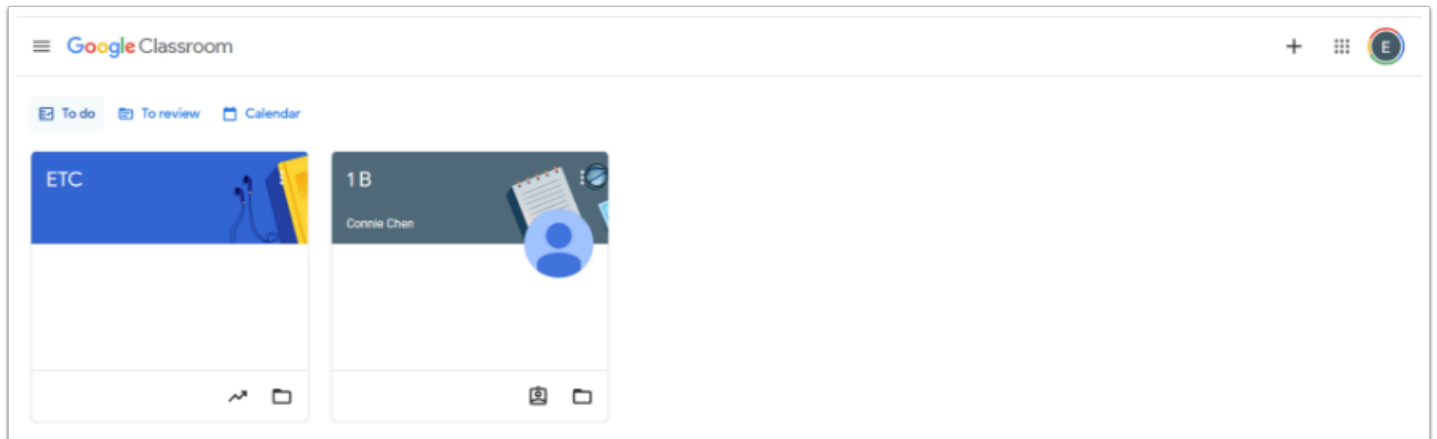 Google Classroom
E
To do To review Calendar
ETC
1 B
Connie Chen